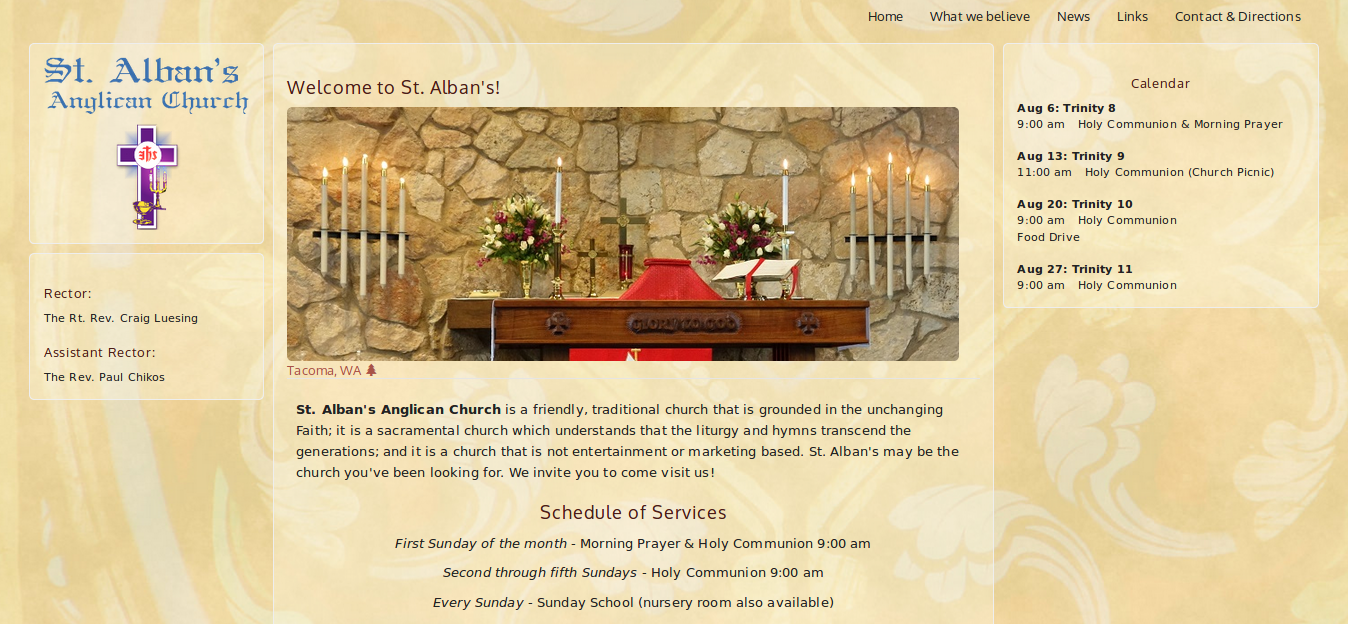 Home What we believe News Links Contact & Directions
St. Alban's
Anglican Church
ihs
Rector:
The Rt. Rev. Craig Luesing
Assistant Rector:
The Rev. Paul Chikos
Welcome to St. Alban's!
GLORY TO GOD
Tacoma, WA
St. Alban's Anglican Church is a friendly, traditional church that is grounded in the unchanging
Faith; it is a sacramental church which understands that the liturgy and hymns transcend the
generations; and it is a church that is not entertainment or marketing based. St. Alban's may be the
church you've been looking for. We invite you to come visit us!
Schedule of Services
First Sunday of the month - Morning Prayer & Holy Communion 9:00 am
Second through fifth Sundays - Holy Communion 9:00 am
Every Sunday - Sunday School (nursery room also available)
Calendar
Aug 6: Trinity 8
9:00 am Holy Communion & Morning Prayer
Aug 13: Trinity 9
11:00 am Holy Communion (Church Picnic)
Aug 20: Trinity 10
9:00 am Holy Communion
Food Drive
Aug 27: Trinity 11
9:00 am Holy Communion